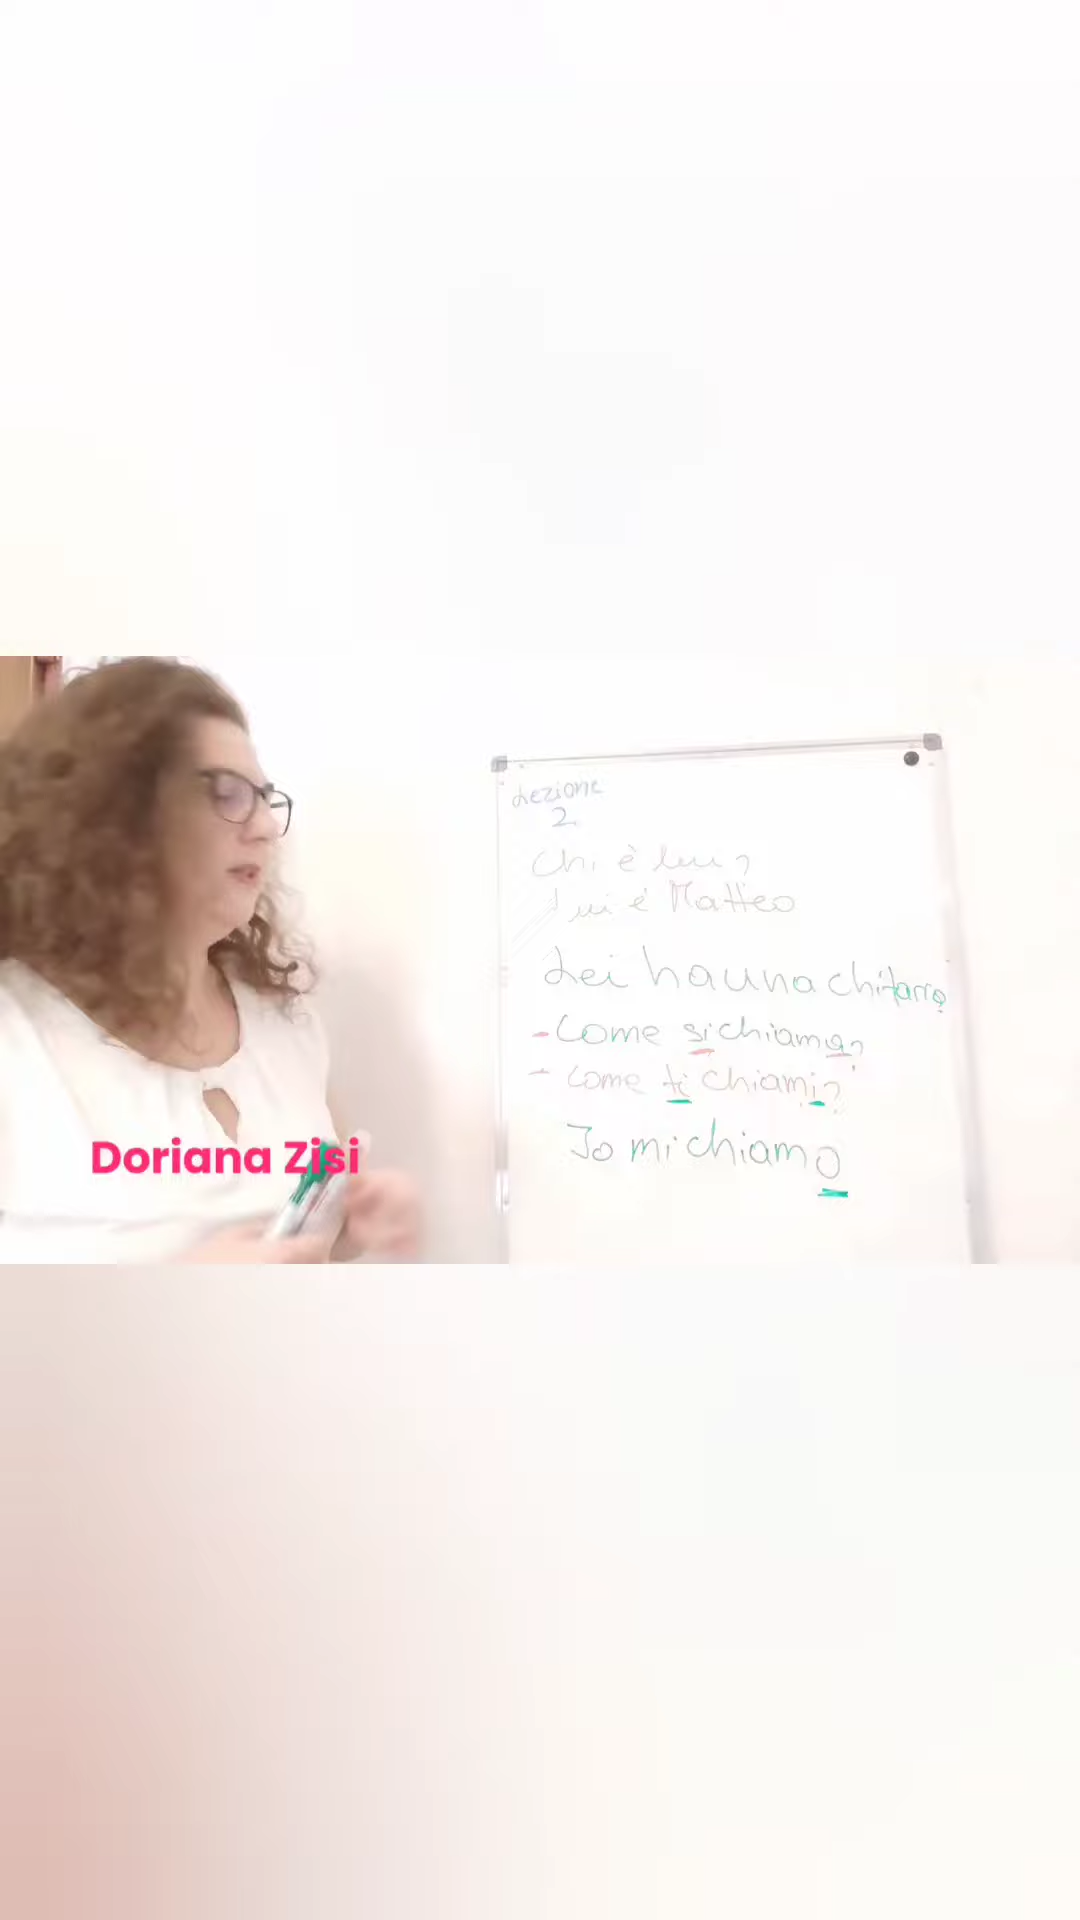 Lezione
2
Chi è lui?
Lui è Matteo
Lei ha una chitarra
- Come si chiama?
- Come ti chiami?
Io mi chiamo
Doriana Zisi